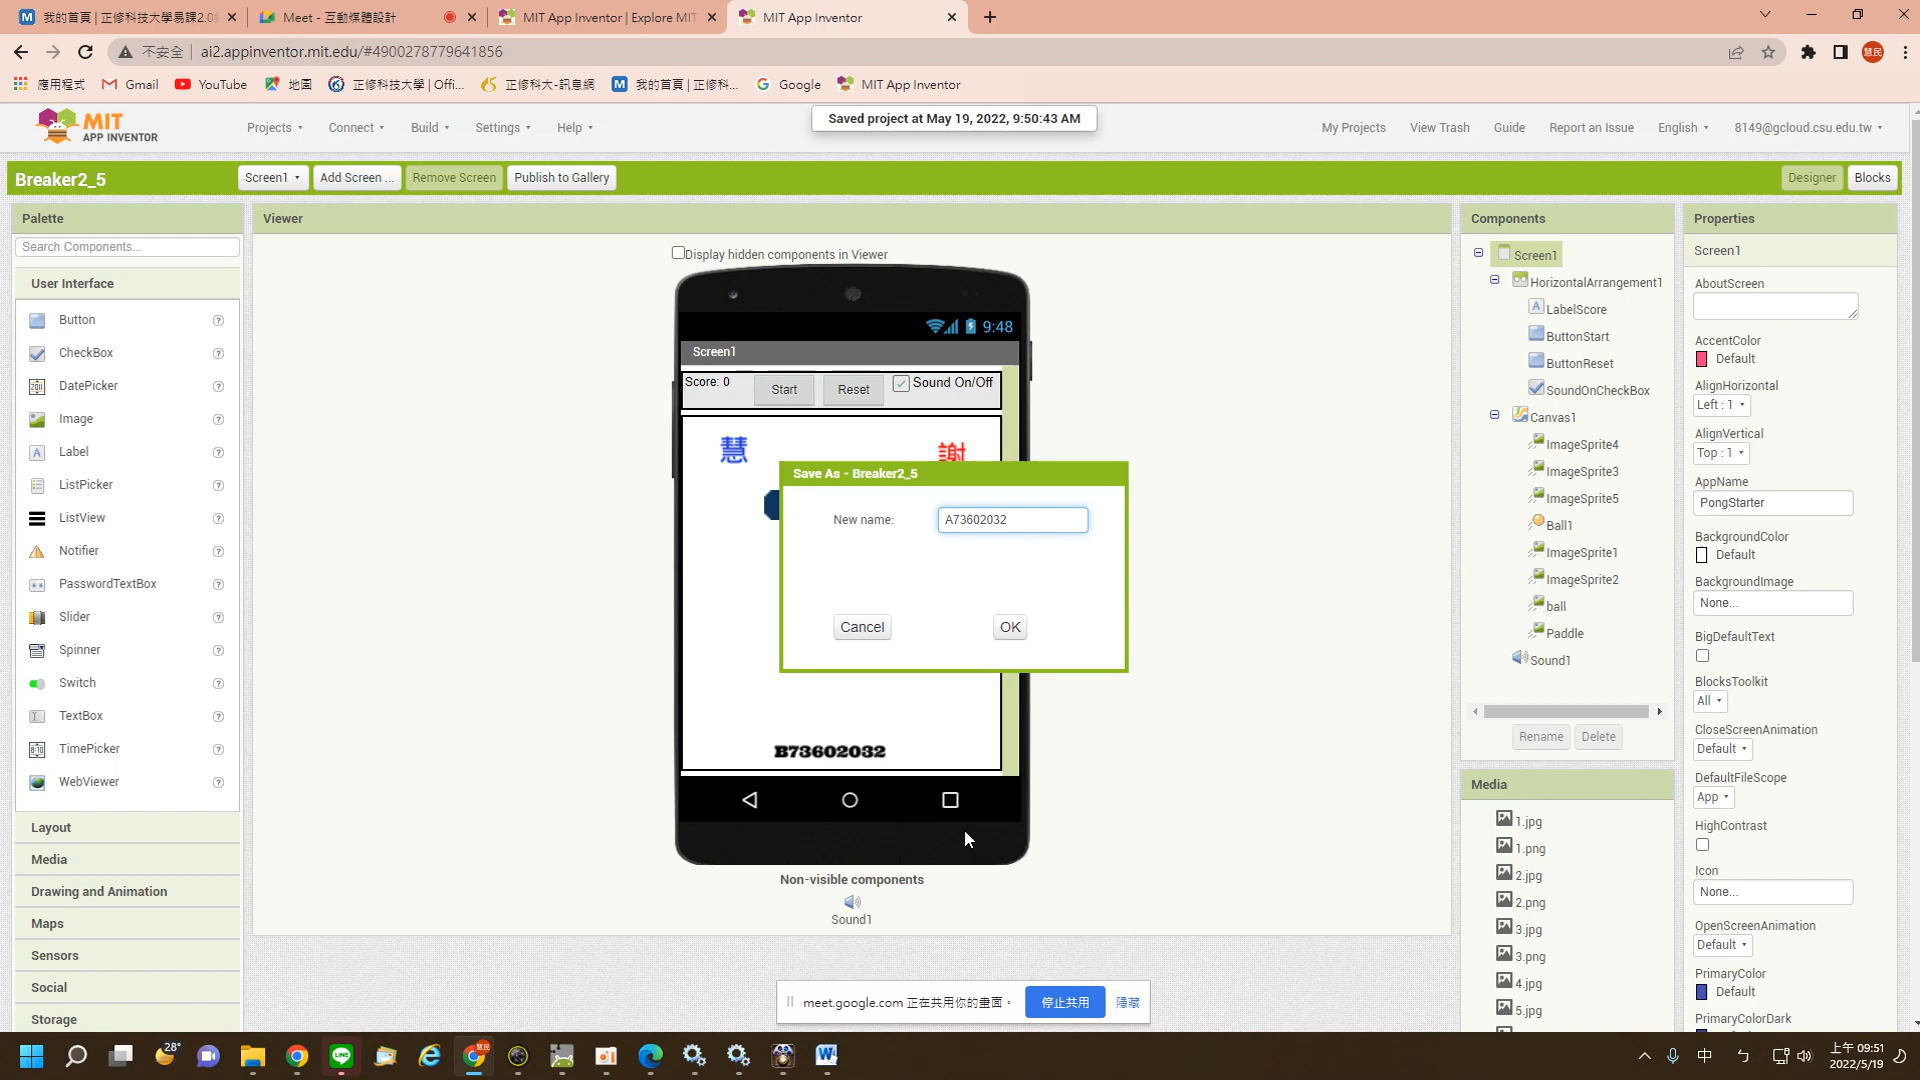 我的首頁 | 正修科技大學易課2.0
Meet - 互動媒體設計
MIT App Inventor | Explore MIT
MIT App Inventor
不安全 | ai2.appinventor.mit.edu/#4900278779641856
慧民
應用程式
Gmail
YouTube
地圖
正修科技大學 | Offi...
正修科大-訊息網
我的首頁 | 正修科...
Google
MIT App Inventor
MIT
APP INVENTOR
Projects
Connect
Build
Settings
Help
Saved project at May 19, 2022, 9:50:43 AM
My Projects
View Trash
Guide
Report an Issue
English
8149@gcloud.csu.edu.tw
Breaker2_5
Screen1
Add Screen ...
Remove Screen
Publish to Gallery
Designer
Blocks
Palette
Search Components...
User Interface
Button
CheckBox
DatePicker
Image
Label
ListPicker
ListView
Notifier
PasswordTextBox
Slider
Spinner
Switch
TextBox
TimePicker
WebViewer
Layout
Media
Drawing and Animation
Maps
Sensors
Social
Storage
Viewer
Display hidden components in Viewer
9:48
Screen1
Score: 0
Start
Reset
Sound On/Off
慧
謝
Save As - Breaker2_5
New name:
A73602032
Cancel
OK
B73602032
Non-visible components
Sound1
meet.google.com 正在共用你的畫面。
停止共用
隱藏
Components
Screen1
HorizontalArrangement1
LabelScore
ButtonStart
ButtonReset
SoundOnCheckBox
Canvas1
ImageSprite4
ImageSprite3
ImageSprite5
Ball1
ImageSprite1
ImageSprite2
ball
Paddle
Sound1
Rename
Delete
Media
1.jpg
1.png
2.jpg
2.png
3.jpg
3.png
4.jpg
5.jpg
Properties
Screen1
AboutScreen
AccentColor
Default
AlignHorizontal
Left : 1
AlignVertical
Top : 1
AppName
PongStarter
BackgroundColor
Default
BackgroundImage
None...
BigDefaultText
BlocksToolkit
All
CloseScreenAnimation
Default
DefaultFileScope
App
HighContrast
Icon
None...
OpenScreenAnimation
Default
PrimaryColor
Default
PrimaryColorDark
28°
中
上午 09:51
2022/5/19